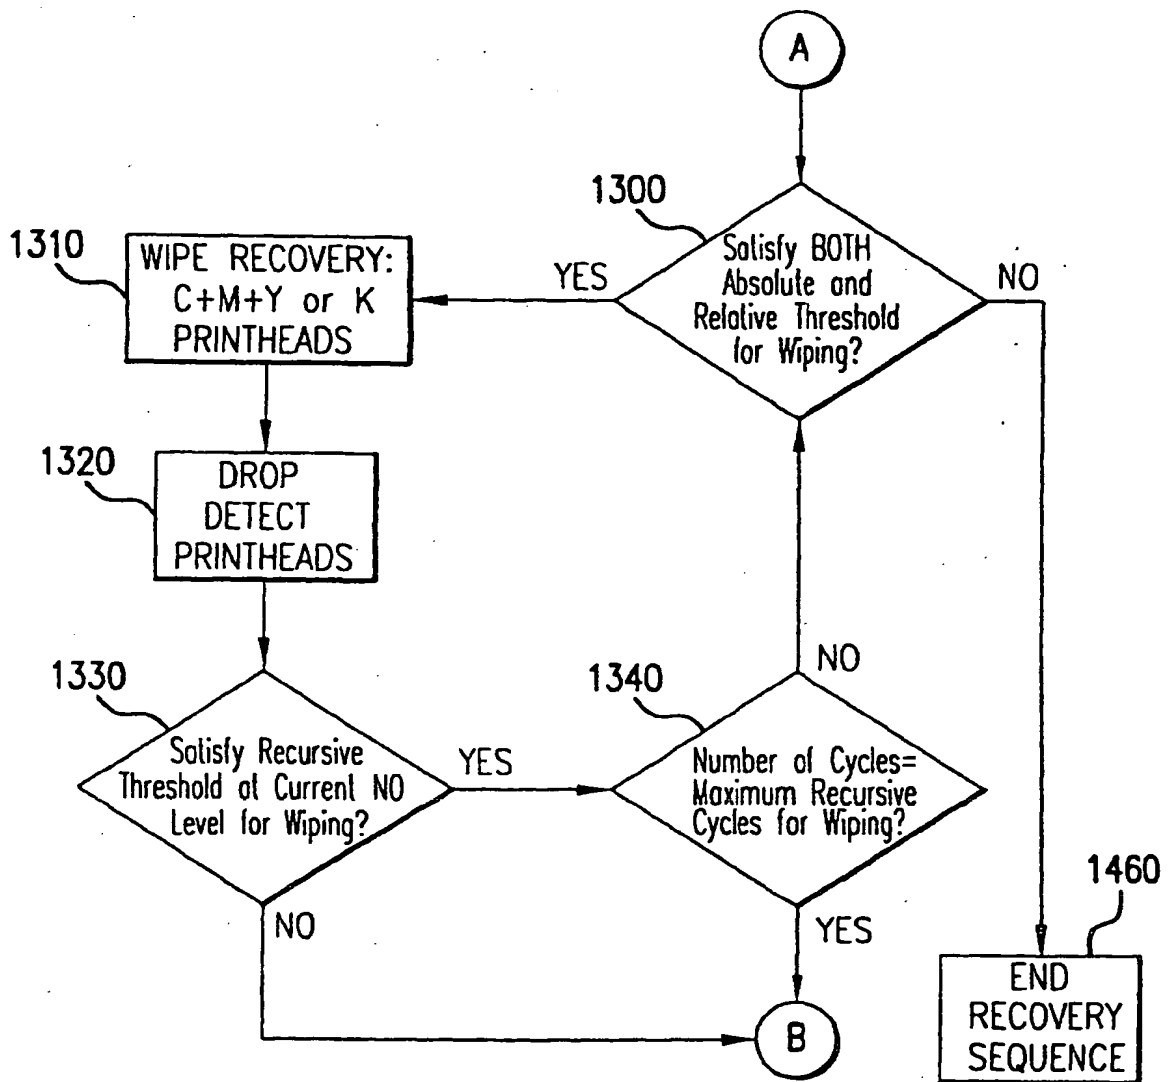 A
1300
Satisfy BOTH
Absolute and
Relative Threshold
for Wiping?
YES
NO
1310
WIPE RECOVERY:
C+M+Y or K
PRINTHEADS
1320
DROP
DETECT
PRINTHEADS
1330
Satisfy Recursive
Threshold at Current NO
Level for Wiping?
YES
NO
1340
Number of Cycles=
Maximum Recursive
Cycles for Wiping?
NO
YES
B
1460
END
RECOVERY
SEQUENCE